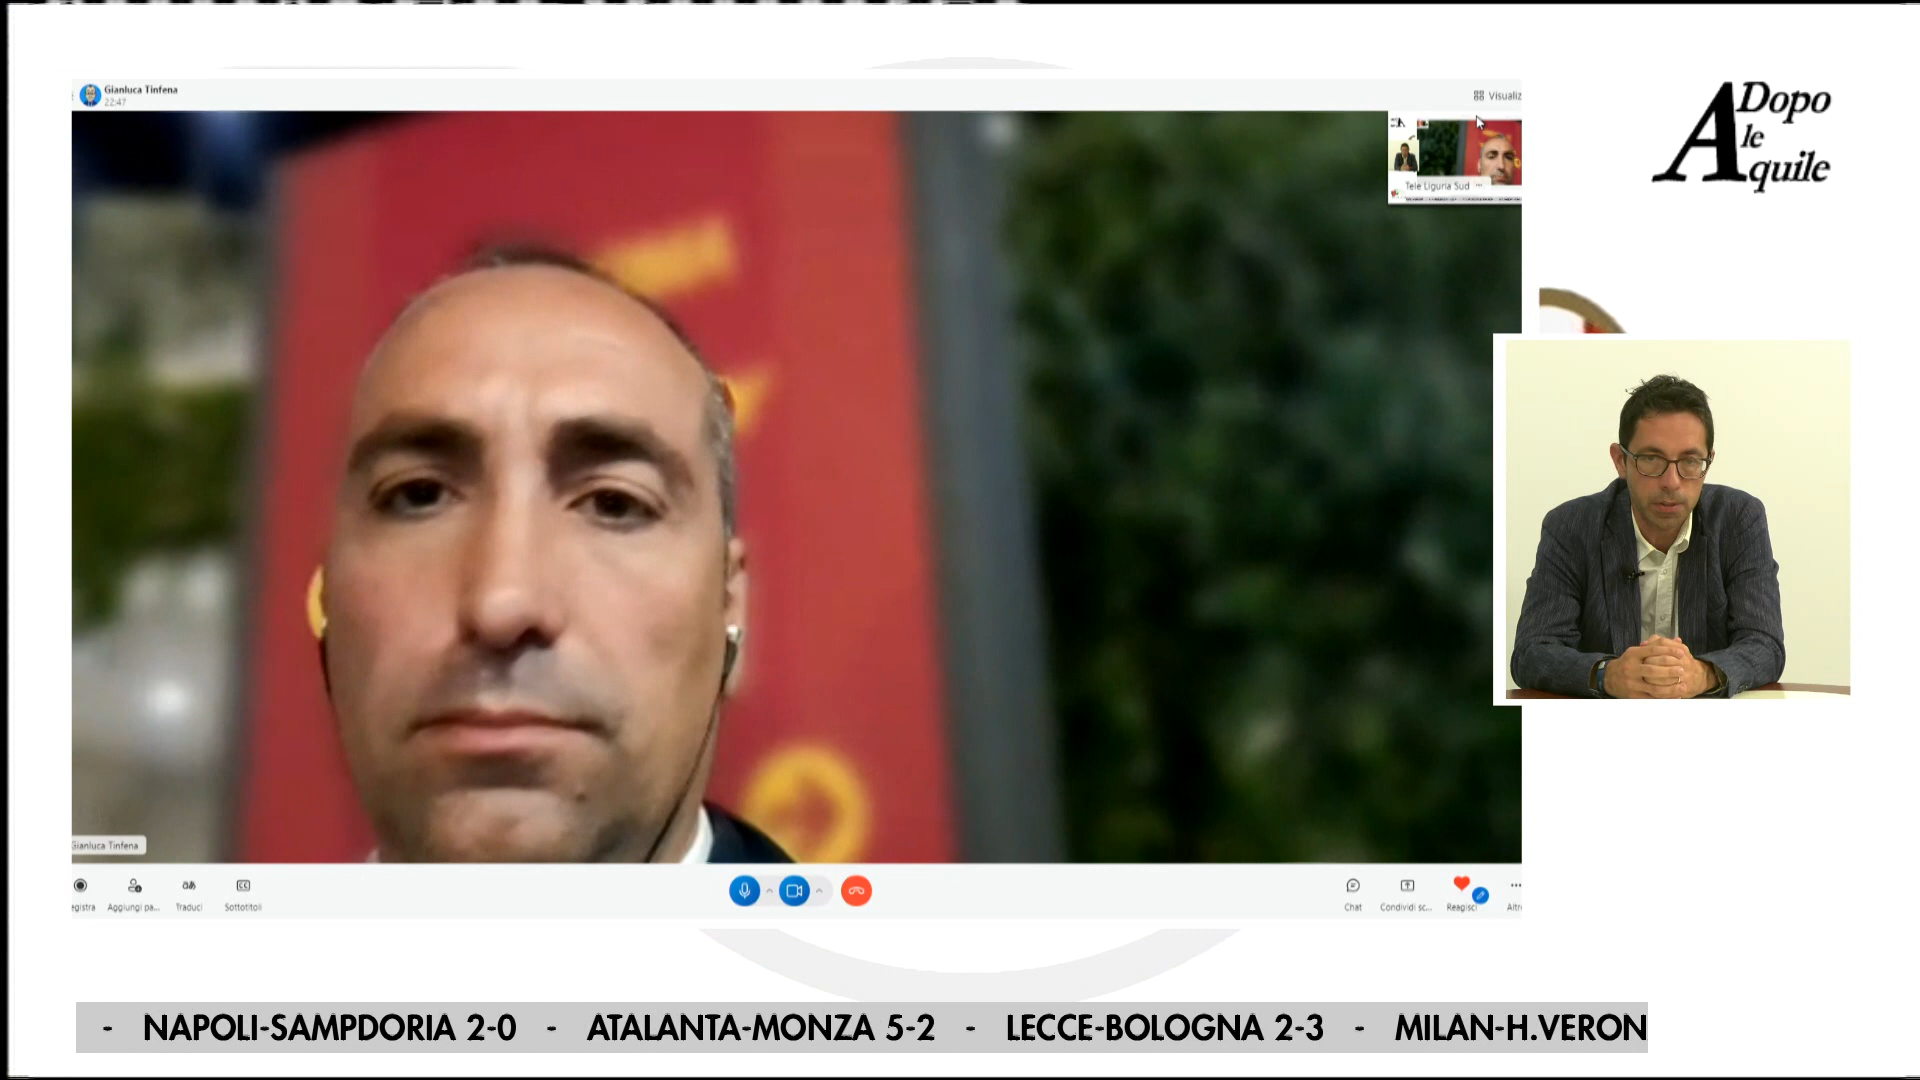 Gianluca Tinfena
22:47
Visualiz
Tele Liguria Sud
A Dopo
le
quile
Gianluca Tinfena
egistra
Aggiungi pa...
Traduci
Sottotitoli
Chat
Condividi sc...
Reagisci
Altr
- NAPOLI-SAMPDORIA 2-0 - ATALANTA-MONZA 5-2 - LECCE-BOLOGNA 2-3 - MILAN-H.VERON